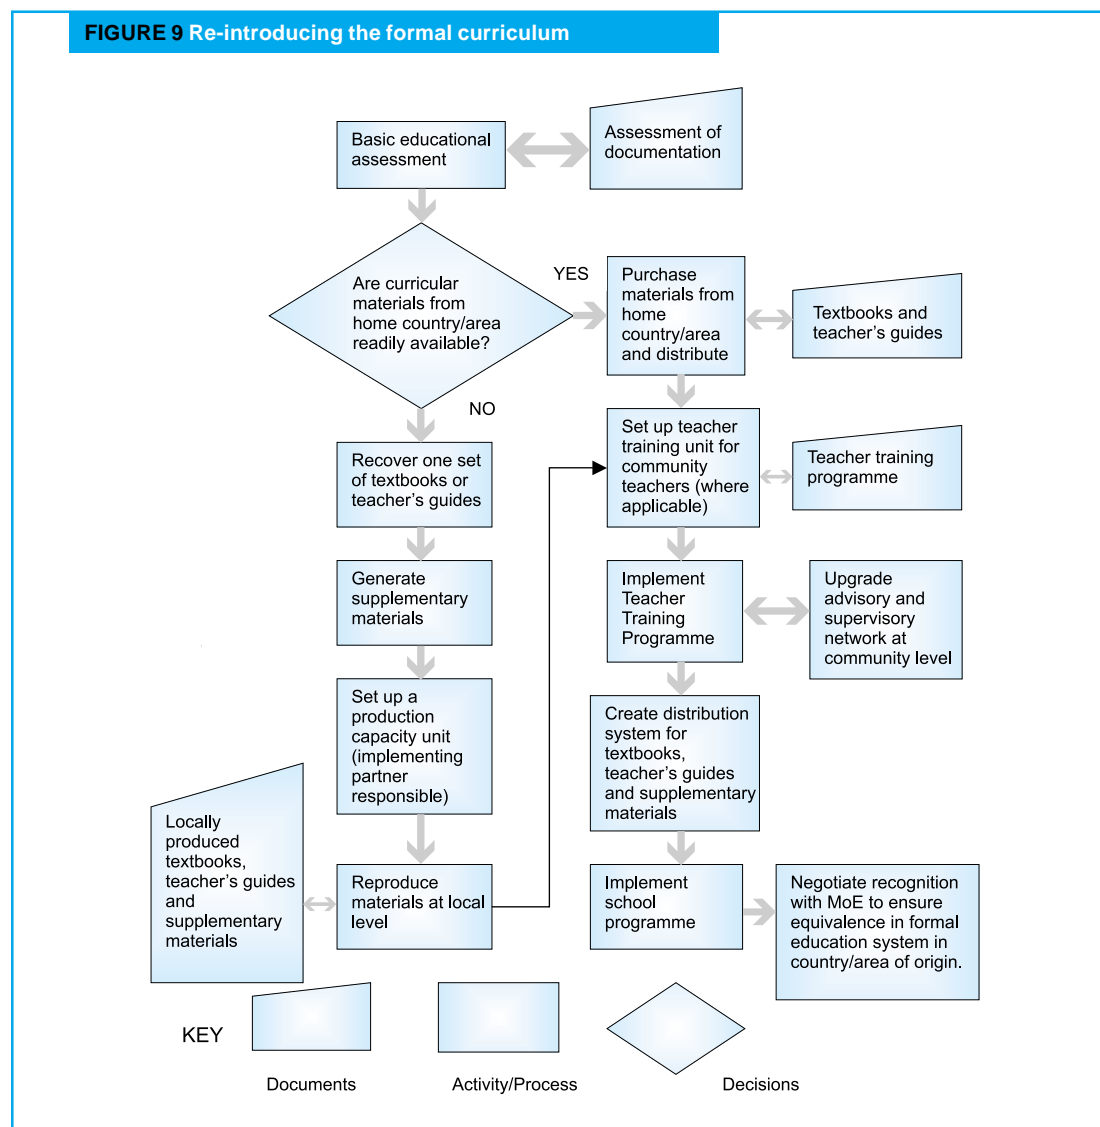 FIGURE 9 Re-introducing the formal curriculum
Basic educational
assessment
Assessment of
documentation
Are curricular
materials from
home country/area
readily available?
YES
Purchase
materials from
home
country/area
and distribute
Textbooks and
teacher’s guides
NO
Recover one set
of textbooks or
teacher’s guides
Set up teacher
training unit for
community
teachers (where
applicable)
Teacher training
programme
Generate
supplementary
materials
Implement
Teacher
Training
Programme
Upgrade
advisory and
supervisory
network at
community level
Set up a
production
capacity unit
(implementing
partner
responsible)
Create distribution
system for
textbooks,
teacher’s guides
and supplementary
materials
Locally
produced
textbooks,
teacher’s guides
and
supplementary
materials
Reproduce
materials at local
level
Implement
school
programme
Negotiate recognition
with MoE to ensure
equivalence in formal
education system in
country/area of origin.
KEY
Documents
Activity/Process
Decisions